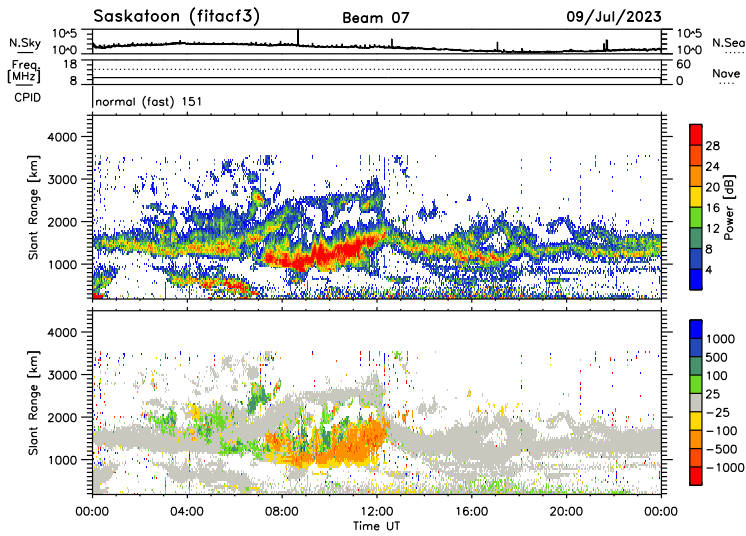 Saskatoon (fitacf3) Beam 07 09/Jul/2023
N.Sky 10^5 10^0 10^5 10^0 N.Sea
Freq. [MHz] 18 8 60 0 Nave
CPID normal (fast) 151
Slant Range [km] 4000 3000 2000 1000
28 24 20 16 12 8 4 Power [dB]
Slant Range [km] 4000 3000 2000 1000
1000 500 100 25 -25 -100 -500 -1000
00:00 04:00 08:00 12:00 16:00 20:00 00:00
Time UT